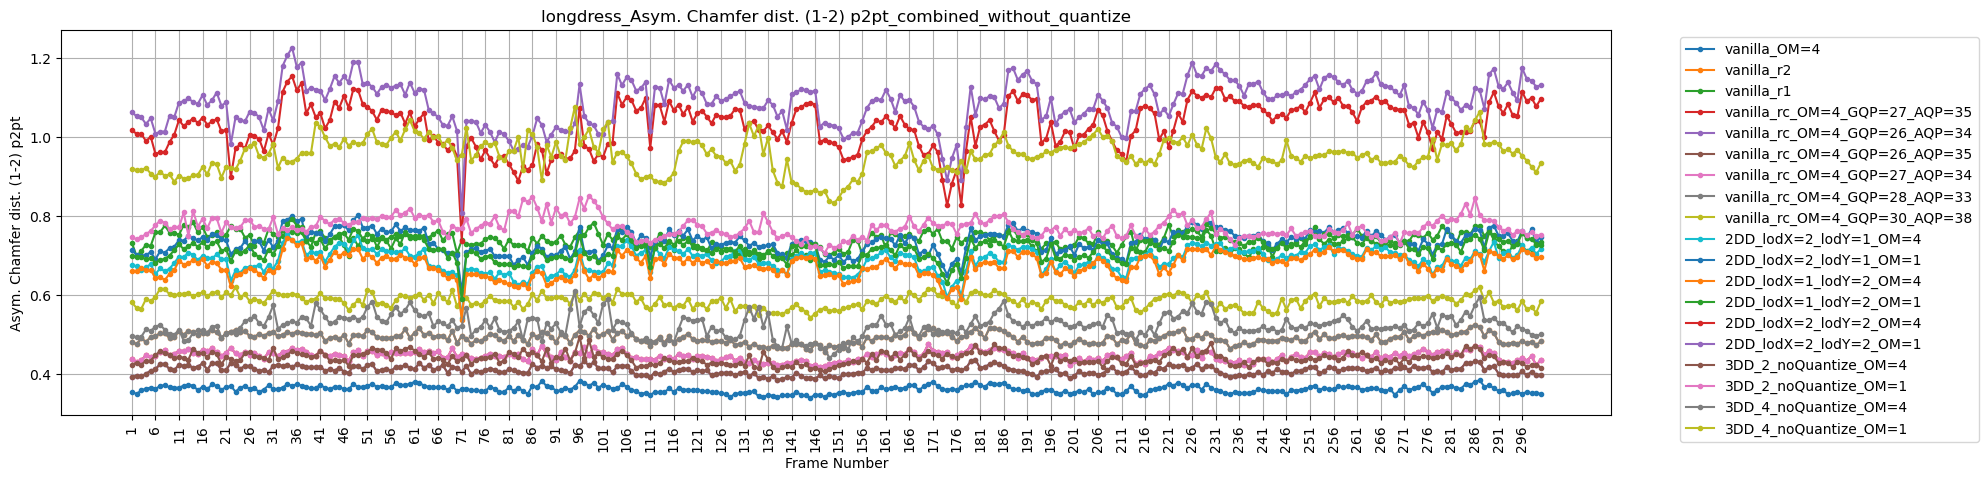 longdress_Asym. Chamfer dist. (1-2) p2pt_combined_without_quantize
Asym. Chamfer dist. (1-2) p2pt
1.2
1.0
0.8
0.6
0.4
1 6 11 16 21 26 31 36 41 46 51 56 61 66 71 76 81 86 91 96 101 106 111 116 121 126 131 136 141 146 151 156 161 166 171 176 181 186 191 196 201 206 211 216 221 226 231 236 241 246 251 256 261 266 271 276 281 286 291 296
Frame Number
vanilla_OM=4
vanilla_r2
vanilla_r1
vanilla_rc_OM=4_GQP=27_AQP=35
vanilla_rc_OM=4_GQP=26_AQP=34
vanilla_rc_OM=4_GQP=26_AQP=35
vanilla_rc_OM=4_GQP=27_AQP=34
vanilla_rc_OM=4_GQP=28_AQP=33
vanilla_rc_OM=4_GQP=30_AQP=38
2DD_lodX=2_lodY=1_OM=4
2DD_lodX=2_lodY=1_OM=1
2DD_lodX=1_lodY=2_OM=4
2DD_lodX=1_lodY=2_OM=1
2DD_lodX=2_lodY=2_OM=4
2DD_lodX=2_lodY=2_OM=1
3DD_2_noQuantize_OM=4
3DD_2_noQuantize_OM=1
3DD_4_noQuantize_OM=4
3DD_4_noQuantize_OM=1